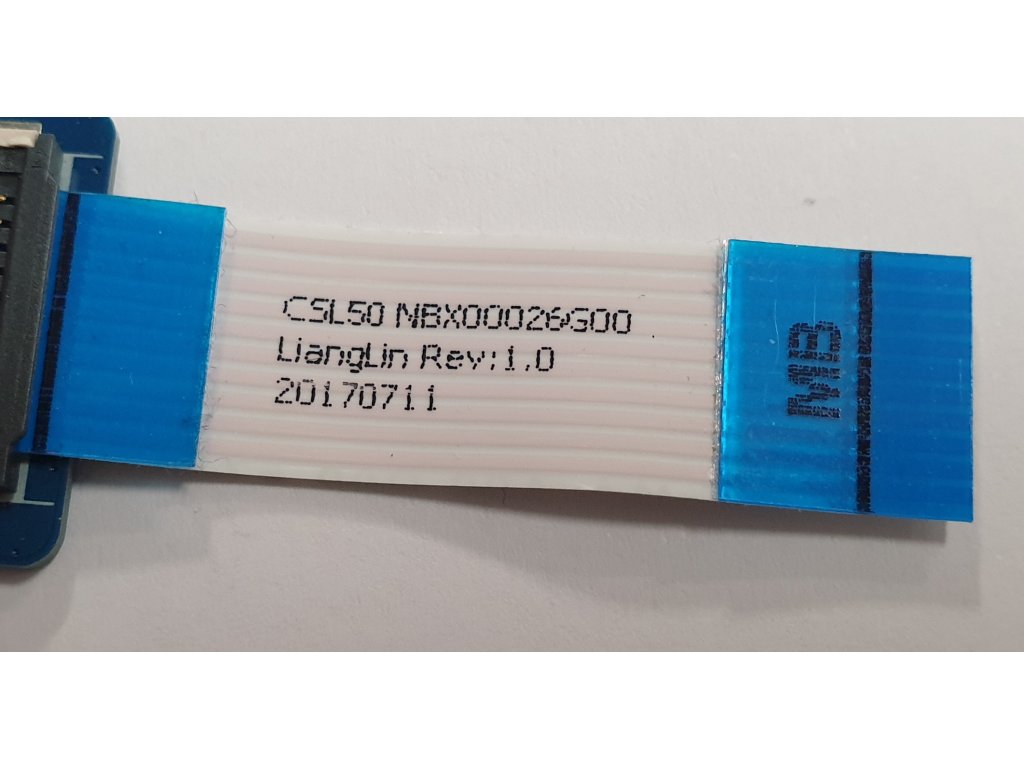 CSL50 NBX00026G00
LiangLin Rev:1.0
20170711
MB